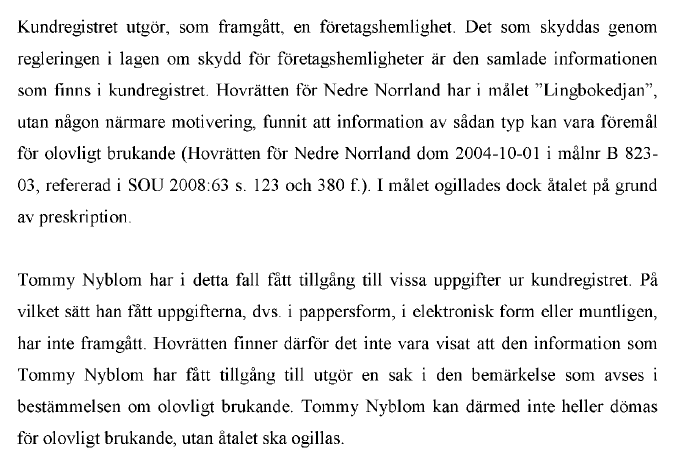 Kundregistret utgör, som framgått, en företagshemlighet. Det som skyddas genom
regleringen i lagen om skydd för företagshemligheter är den samlade informationen
som finns i kundregistret. Hovrätten för Nedre Norrland har i målet ”Lingbokedjan”,
utan någon närmare motivering, funnit att information av sådan typ kan vara föremål
för olovligt brukande (Hovrätten för Nedre Norrland dom 2004-10-01 i målnr B 823-
03, refererad i SOU 2008:63 s. 123 och 380 f.). I målet ogillades dock åtalet på grund
av preskription.
Tommy Nyblom har i detta fall fått tillgång till vissa uppgifter ur kundregistret. På
vilket sätt han fått uppgifterna, dvs. i pappersform, i elektronisk form eller muntligen,
har inte framgått. Hovrätten finner därför det inte vara visat att den information som
Tommy Nyblom har fått tillgång till utgör en sak i den bemärkelse som avses i
bestämmelsen om olovligt brukande. Tommy Nyblom kan därmed inte heller dömas
för olovligt brukande, utan åtalet ska ogillas.